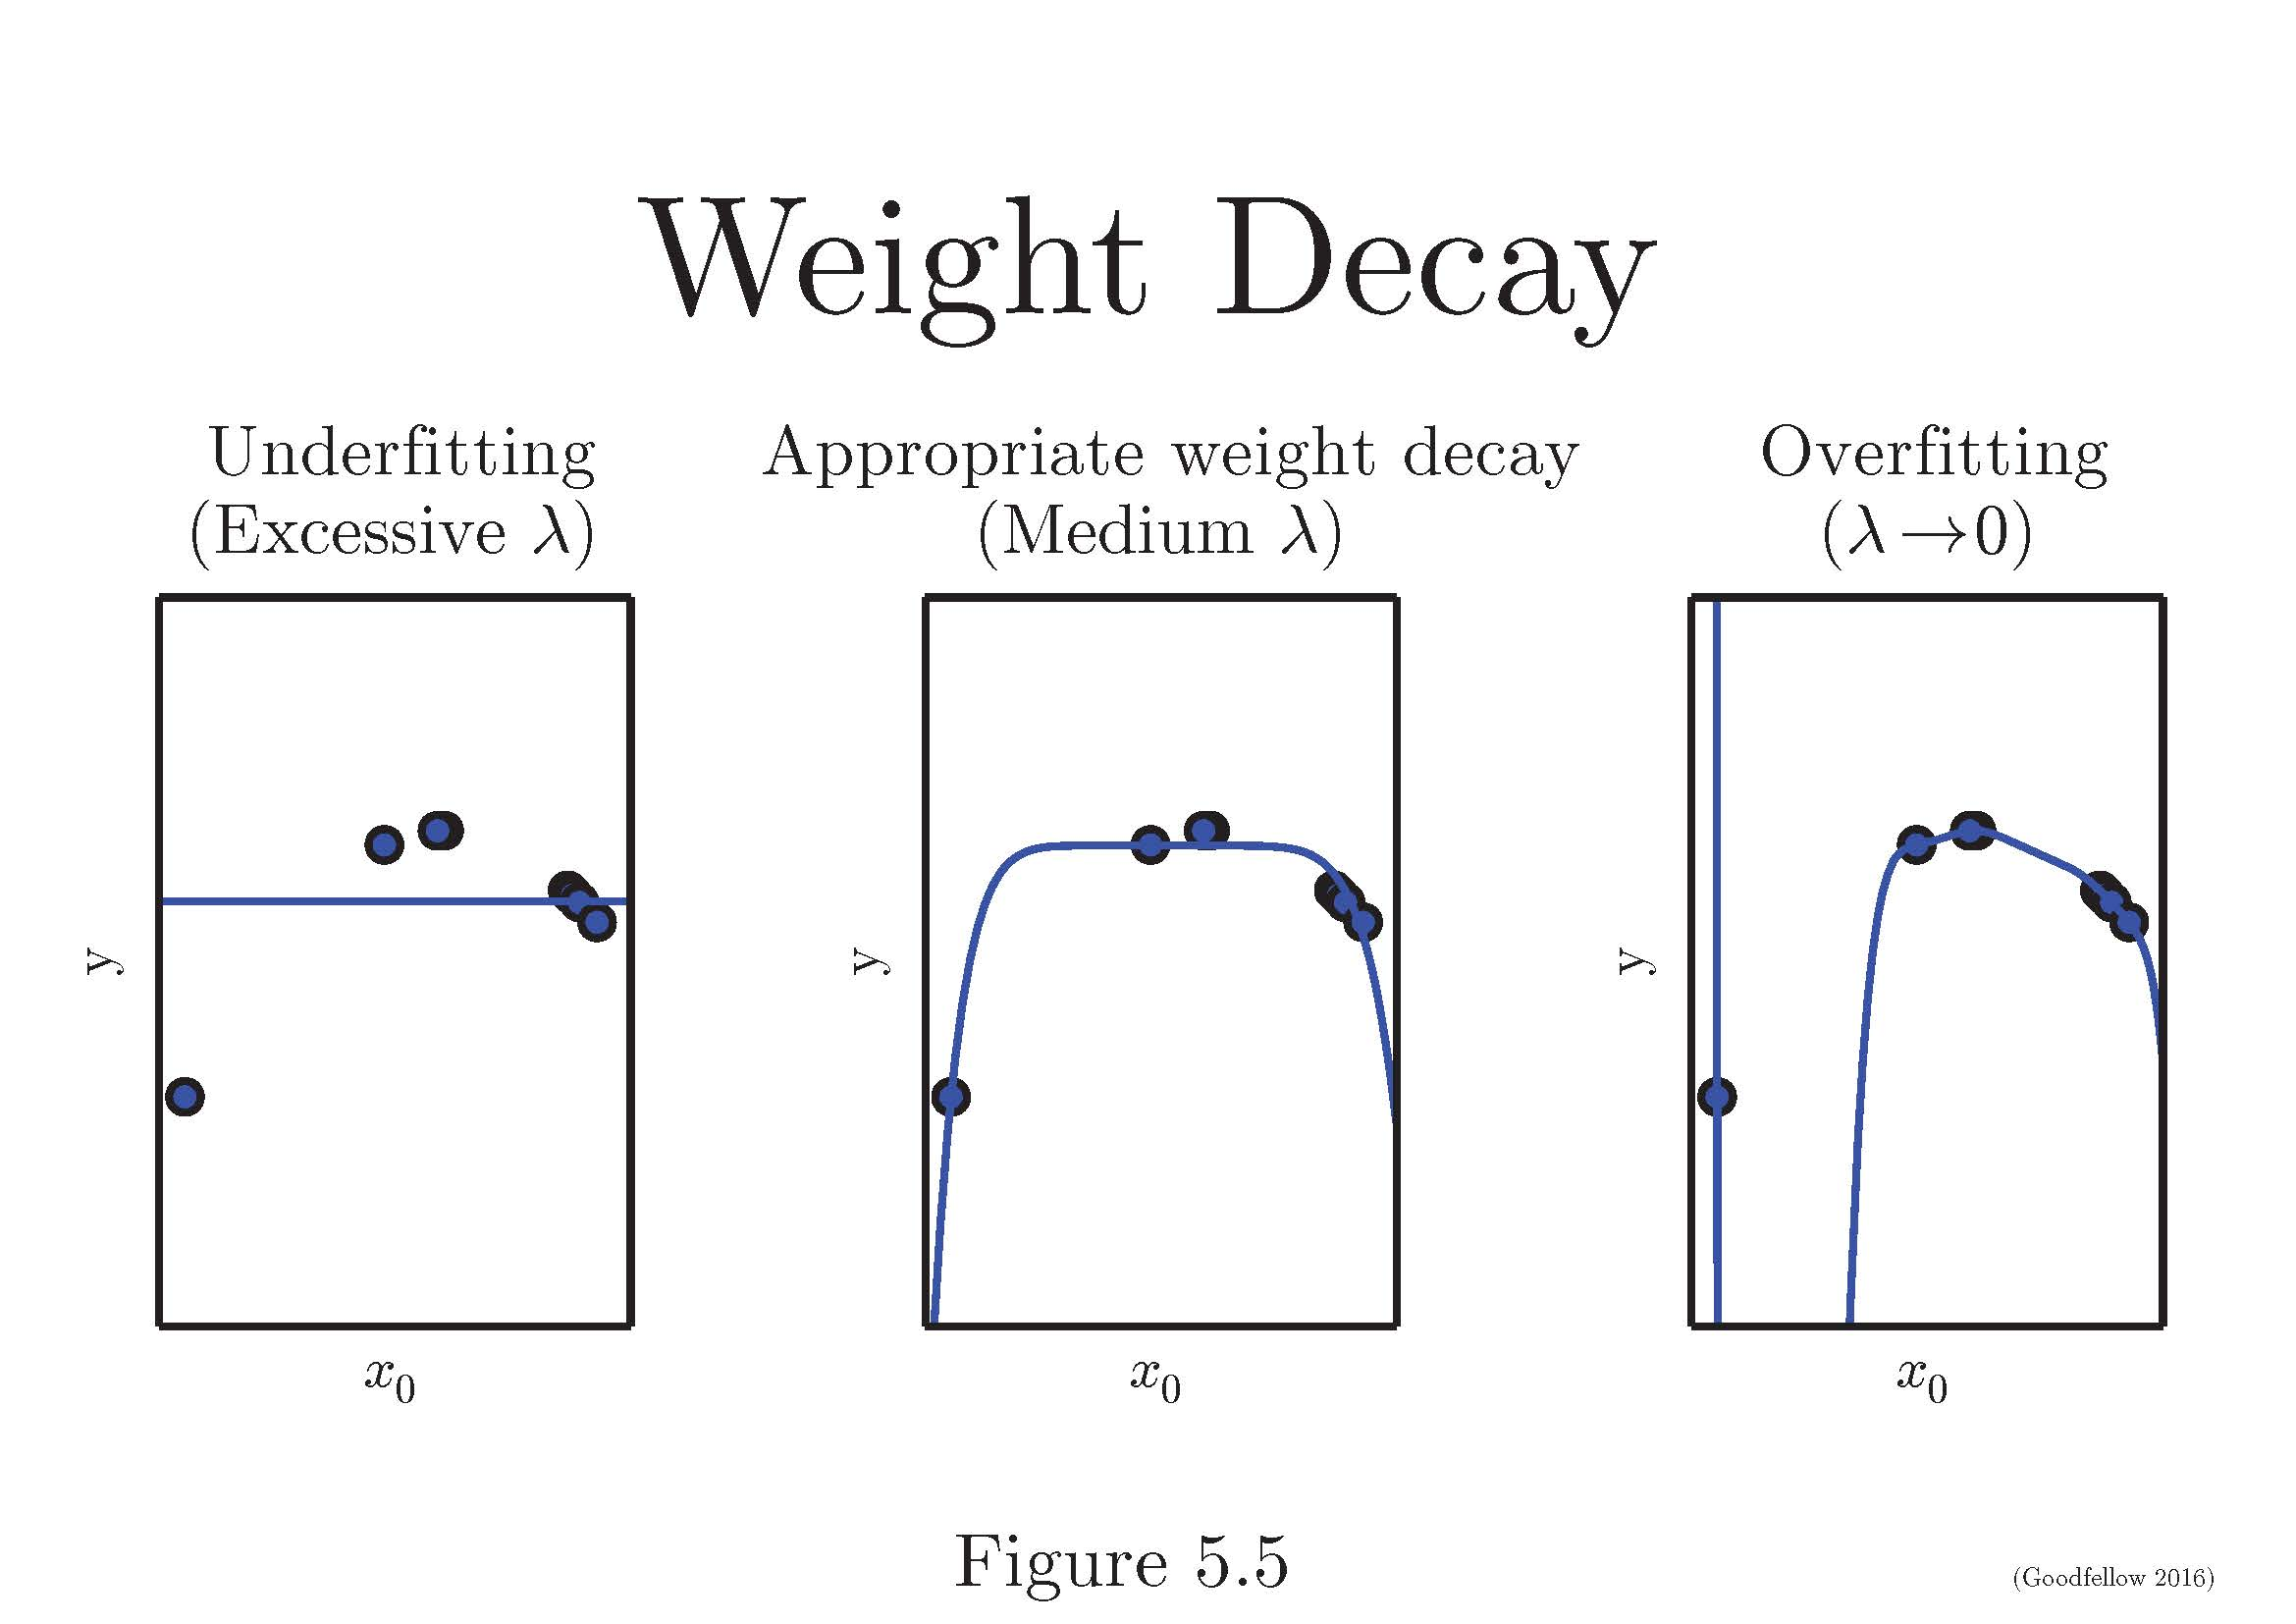 Weight Decay
Underfitting
(Excessive λ)
Appropriate weight decay
(Medium λ)
Overfitting
(λ→0)
y
x₀
y
x₀
y
x₀
Figure 5.5
(Goodfellow 2016)